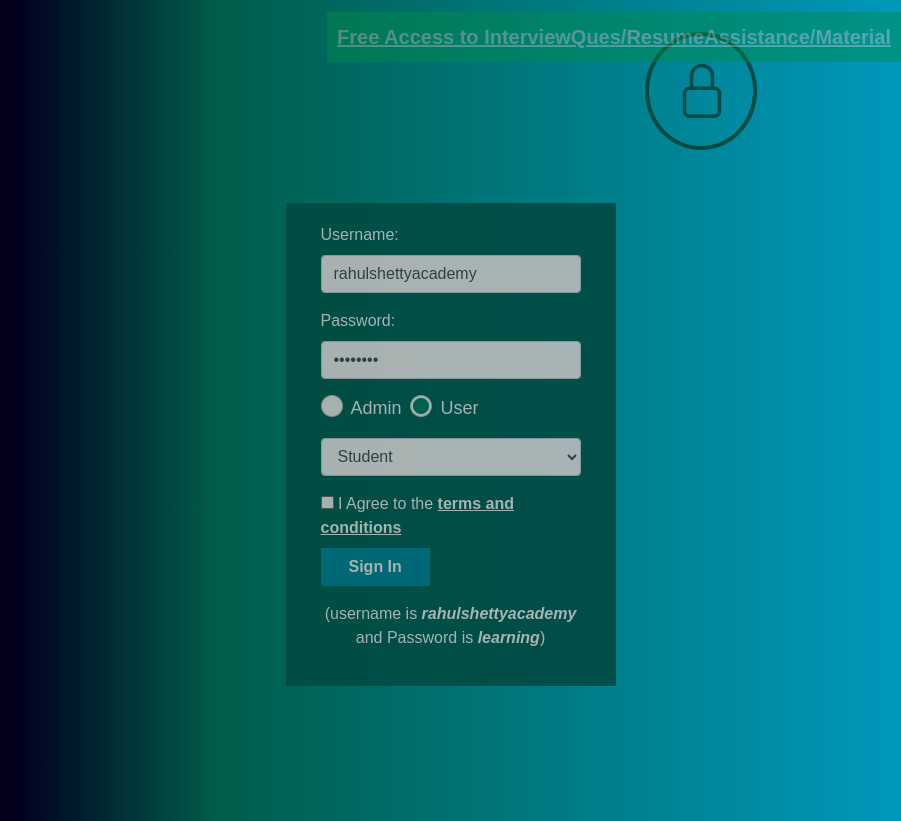 Free Access to InterviewQues/ResumeAssistance/Material
Username:
rahulshettyacademy
Password:
••••••••
Admin User
Student
I Agree to the terms and
conditions
Sign In
(username is rahulshettyacademy
and Password is learning)